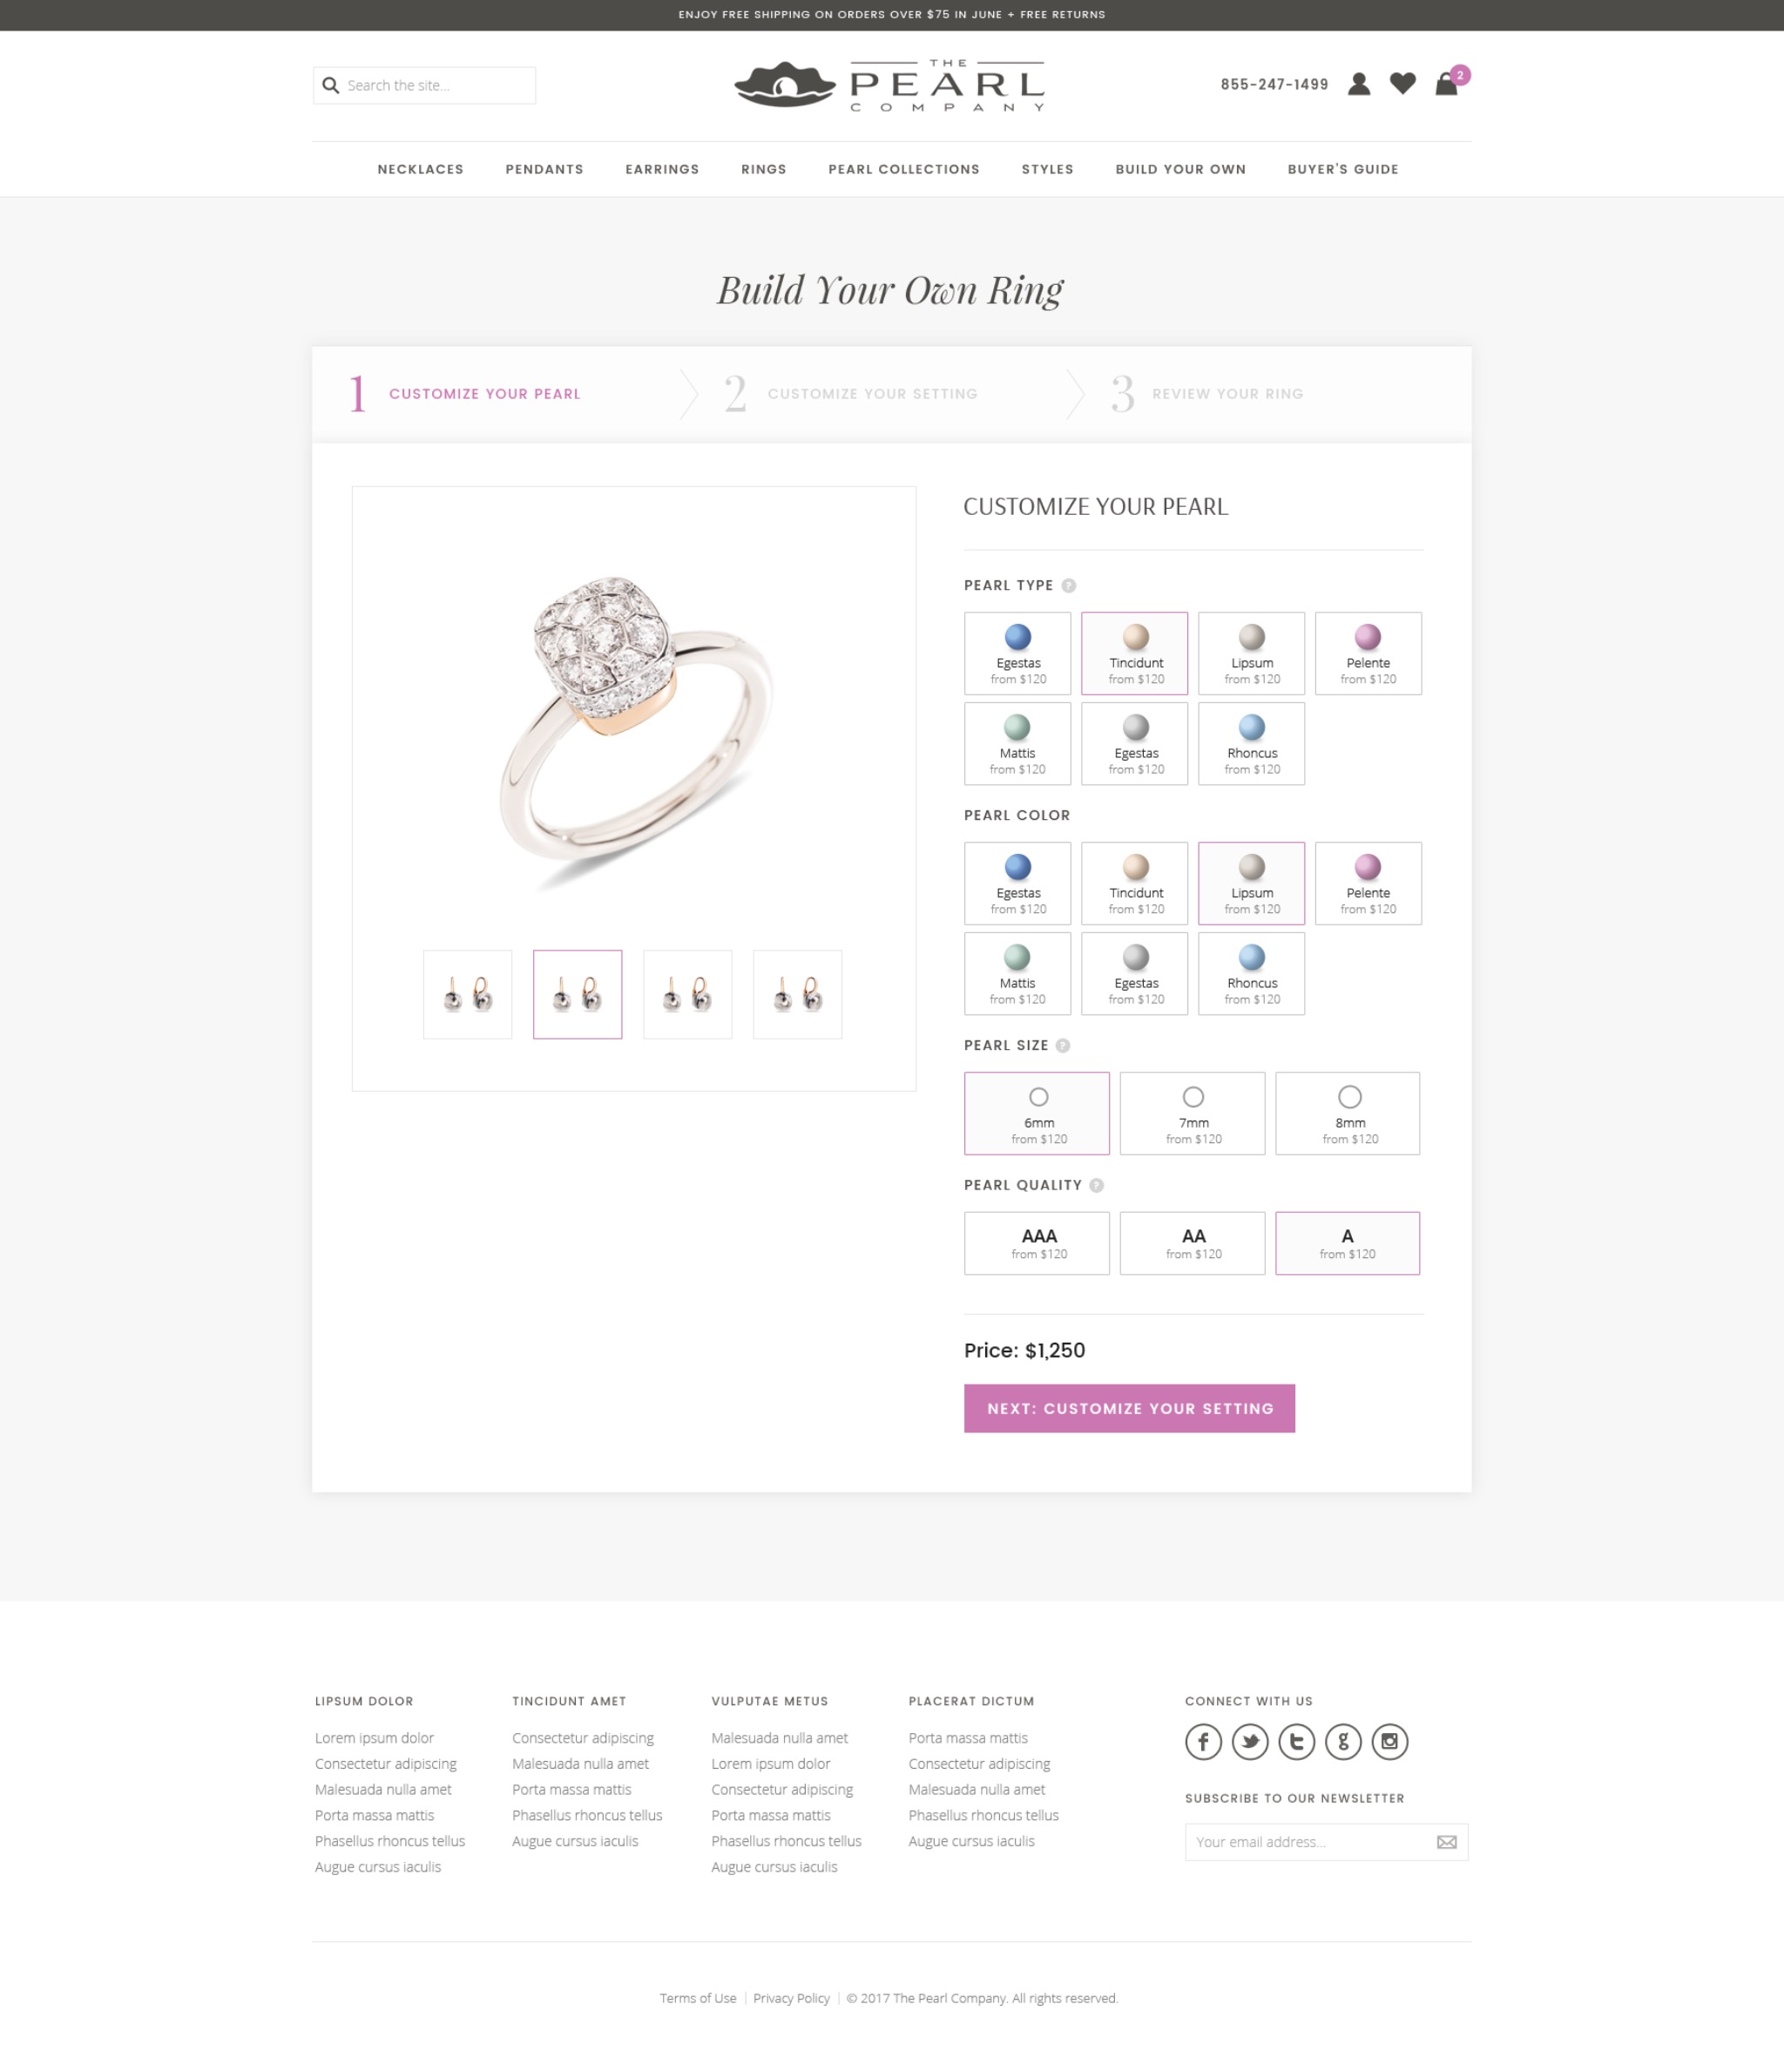 ENJOY FREE SHIPPING ON ORDERS OVER $75 IN JUNE + FREE RETURNS
Search the site...
THE
PEARL
COMPANY
855-247-1499
2
NECKLACES PENDANTS EARRINGS RINGS PEARL COLLECTIONS STYLES BUILD YOUR OWN BUYER'S GUIDE
Build Your Own Ring
1 CUSTOMIZE YOUR PEARL 2 CUSTOMIZE YOUR SETTING 3 REVIEW YOUR RING
CUSTOMIZE YOUR PEARL
PEARL TYPE ?
Egestas Tincidunt Lipsum Pelente
from $120 from $120 from $120 from $120
Mattis Egestas Rhoncus
from $120 from $120 from $120
PEARL COLOR
Egestas Tincidunt Lipsum Pelente
from $120 from $120 from $120 from $120
Mattis Egestas Rhoncus
from $120 from $120 from $120
PEARL SIZE ?
6mm 7mm 8mm
from $120 from $120 from $120
PEARL QUALITY ?
AAA AA A
from $120 from $120 from $120
Price: $1,250
NEXT: CUSTOMIZE YOUR SETTING
LIPSUM DOLOR
Lorem ipsum dolor
Consectetur adipiscing
Malesuada nulla amet
Porta massa mattis
Phasellus rhoncus tellus
Augue cursus iaculis
TINCIDUNT AMET
Consectetur adipiscing
Malesuada nulla amet
Porta massa mattis
Phasellus rhoncus tellus
Augue cursus iaculis
VULPUTAE METUS
Malesuada nulla amet
Lorem ipsum dolor
Consectetur adipiscing
Porta massa mattis
Phasellus rhoncus tellus
Augue cursus iaculis
PLACERAT DICTUM
Porta massa mattis
Consectetur adipiscing
Malesuada nulla amet
Phasellus rhoncus tellus
Augue cursus iaculis
CONNECT WITH US
SUBSCRIBE TO OUR NEWSLETTER
Your email address...
Terms of Use | Privacy Policy | © 2017 The Pearl Company. All rights reserved.